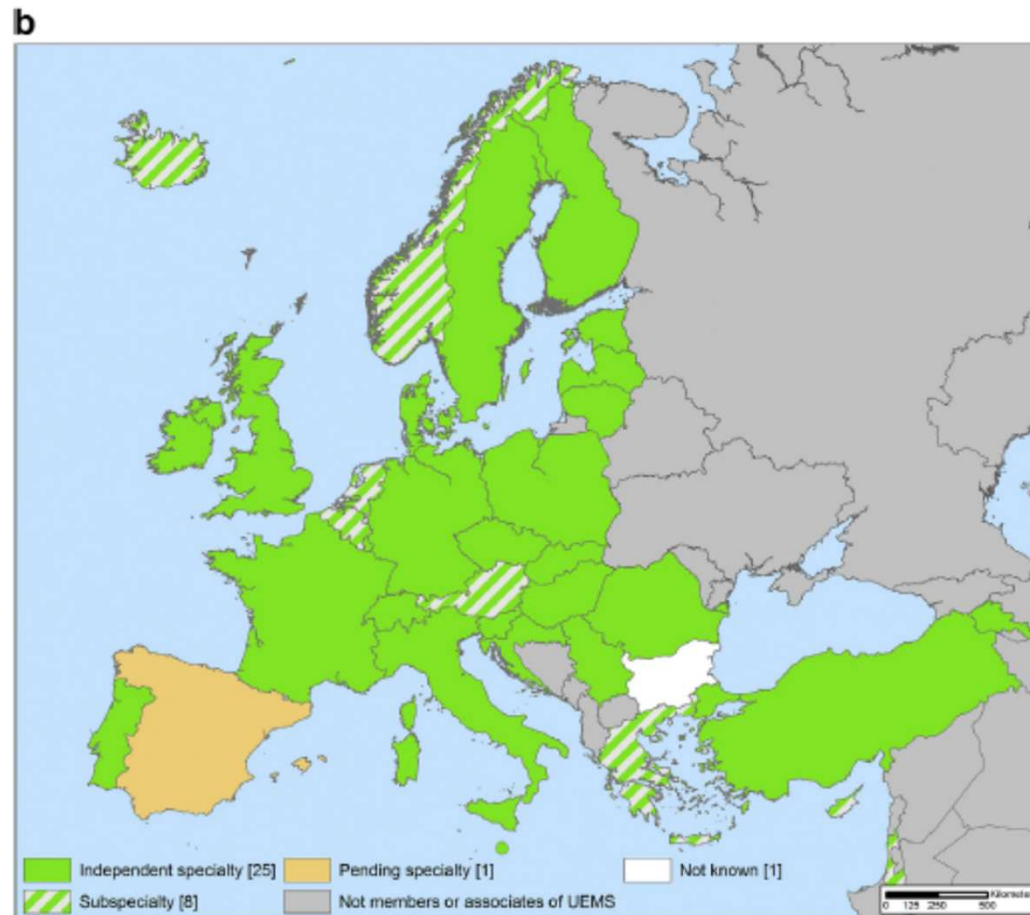 b
Independent specialty [25]
Pending specialty [1]
Not known [1]
Subspecialty [8]
Not members or associates of UEMS
Kilome
0 125 250 500